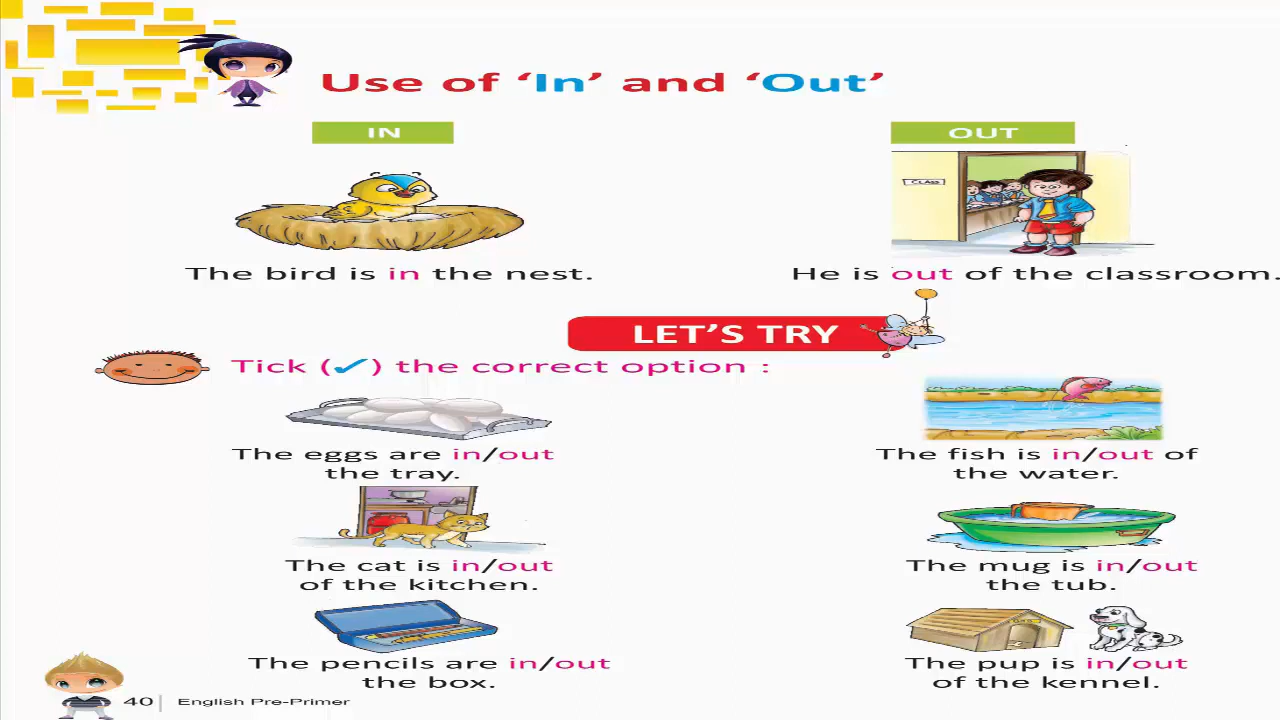 Use of ‘In’ and ‘Out’
IN
OUT
CLASS
The bird is in the nest.
He is out of the classroom.
LET’S TRY
Tick (✓) the correct option :
The eggs are in/out
the tray.
The fish is in/out of
the water.
The cat is in/out
of the kitchen.
The mug is in/out
the tub.
The pencils are in/out
the box.
The pup is in/out
of the kennel.
40 English Pre-Primer